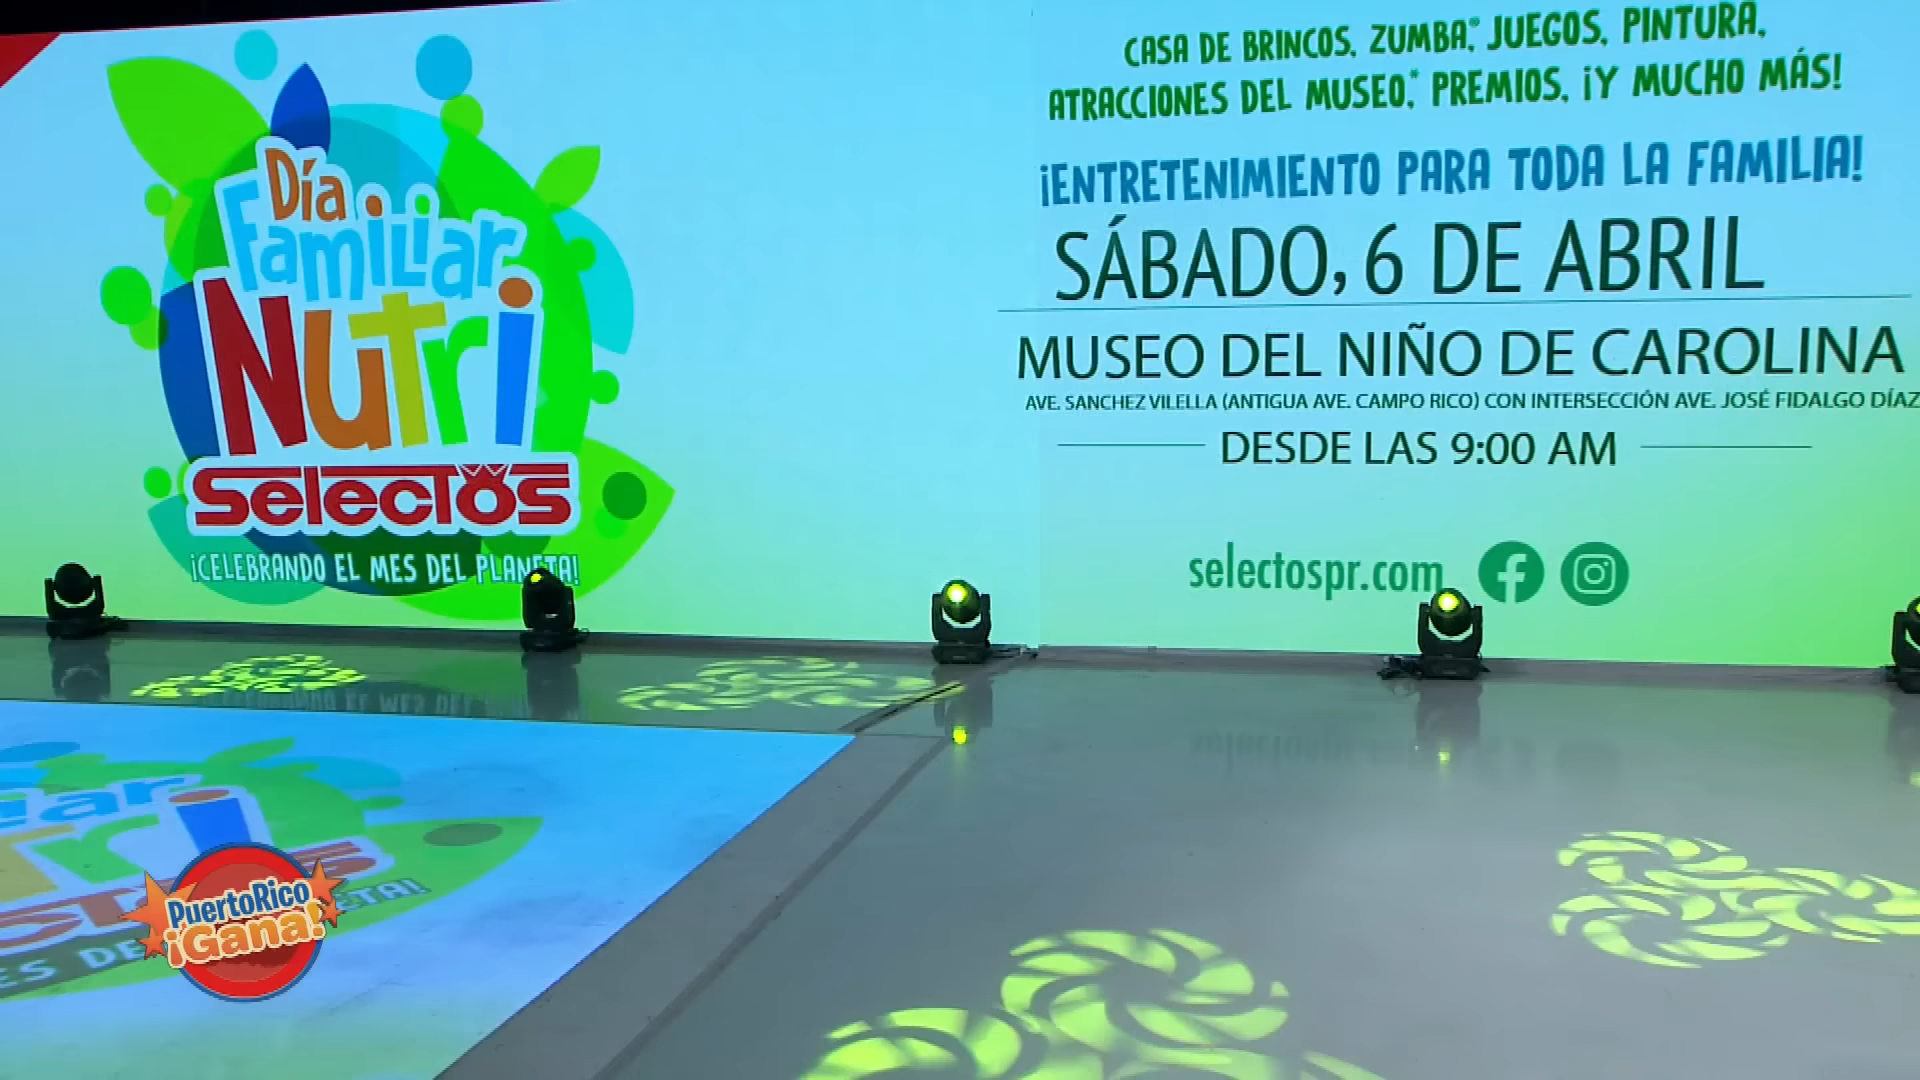 Día
Familiar
Nutri
Selectos
¡CELEBRANDO EL MES DEL PLANETA!
CASA DE BRINCOS, ZUMBA,® JUEGOS, PINTURA,
ATRACCIONES DEL MUSEO,* PREMIOS, ¡Y MUCHO MÁS!
¡ENTRETENIMIENTO PARA TODA LA FAMILIA!
SÁBADO, 6 DE ABRIL
MUSEO DEL NIÑO DE CAROLINA
AVE. SANCHEZ VILELLA (ANTIGUA AVE. CAMPO RICO) CON INTERSECCIÓN AVE. JOSÉ FIDALGO DÍAZ
DESDE LAS 9:00 AM
selectospr.com
PuertoRico
¡Gana!